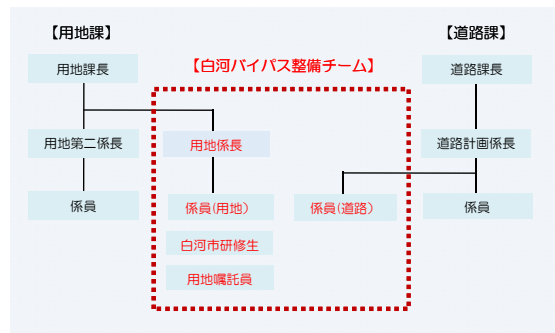 【用地課】
【道路課】
【白河バイパス整備チーム】
用地課長
道路課長
用地第二係長
用地係長
道路計画係長
係員
係員(用地）
係員(道路）
係員
白河市研修生
用地嘱託員